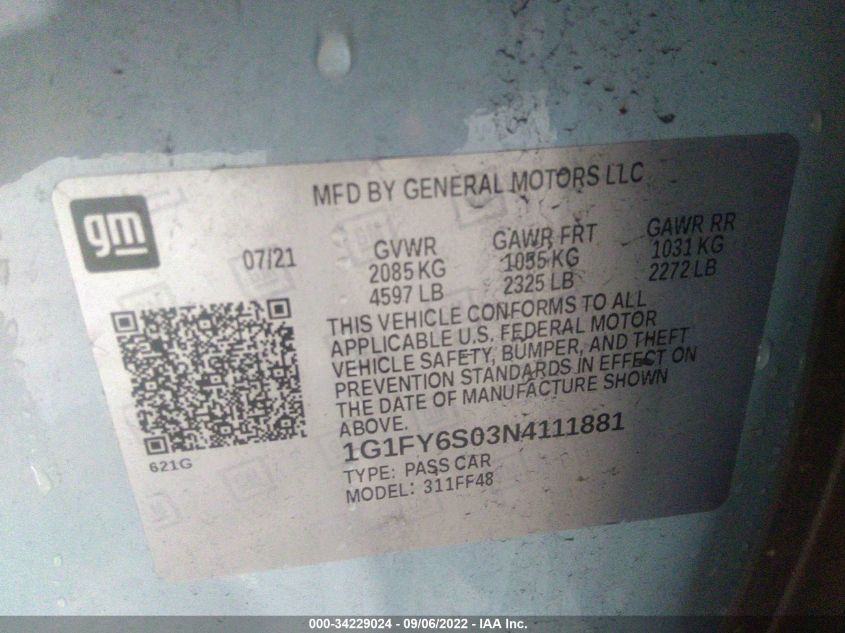 MFD BY GENERAL MOTORS LLC
gm
07/21
GVWR
2085 KG
4597 LB
GAWR FRT
1055 KG
2325 LB
GAWR RR
1031 KG
2272 LB
THIS VEHICLE CONFORMS TO ALL
APPLICABLE U.S. FEDERAL MOTOR
VEHICLE SAFETY, BUMPER, AND THEFT
PREVENTION STANDARDS IN EFFECT ON
THE DATE OF MANUFACTURE SHOWN
ABOVE.
1G1FY6S03N4111881
TYPE: PASS CAR
MODEL: 311FF48
621G
000-34229024 - 09/06/2022 - IAA Inc.